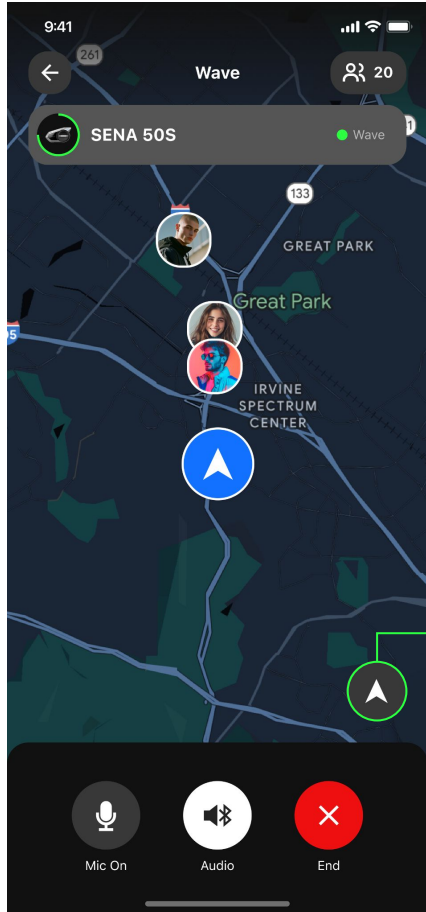 9:41
261
Wave
20
SENA 50S
Wave
133
GREAT PARK
Great Park
IRVINE
SPECTRUM
CENTER
Mic On
Audio
End